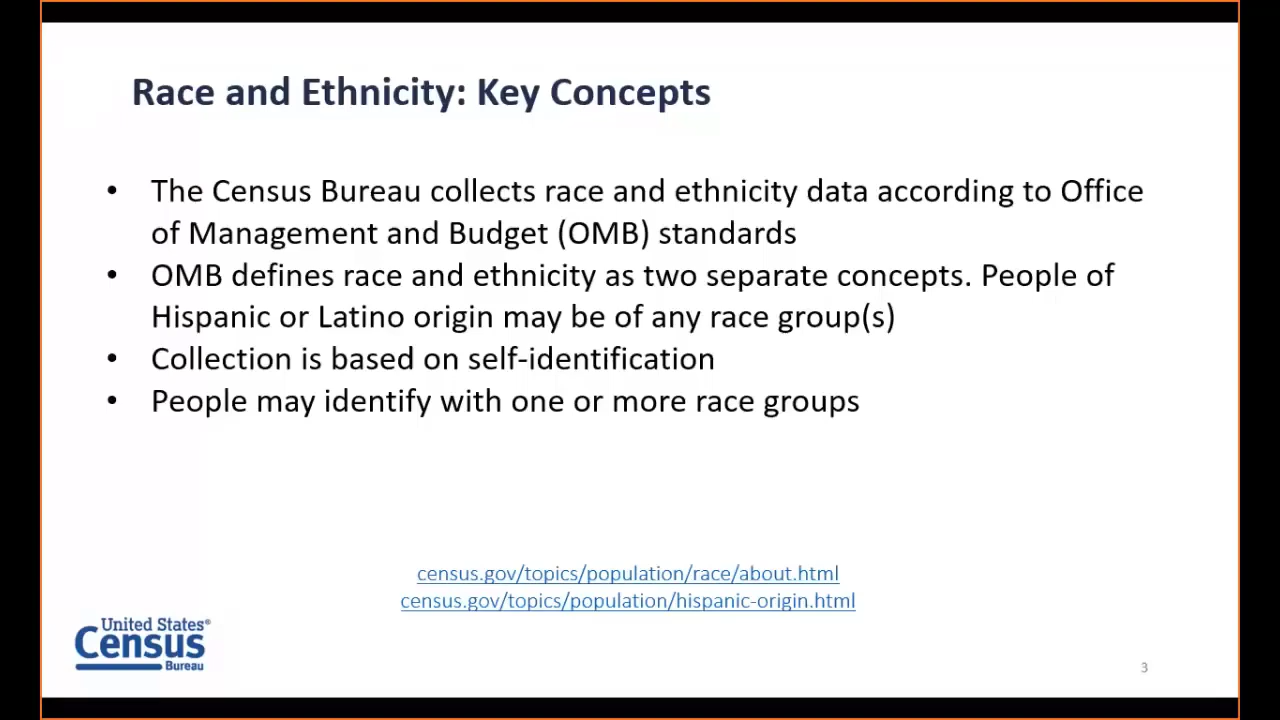 Race and Ethnicity: Key Concepts
• The Census Bureau collects race and ethnicity data according to Office
of Management and Budget (OMB) standards
• OMB defines race and ethnicity as two separate concepts. People of
Hispanic or Latino origin may be of any race group(s)
• Collection is based on self-identification
• People may identify with one or more race groups
census.gov/topics/population/race/about.html
census.gov/topics/population/hispanic-origin.html
United States®
Census
Bureau
3